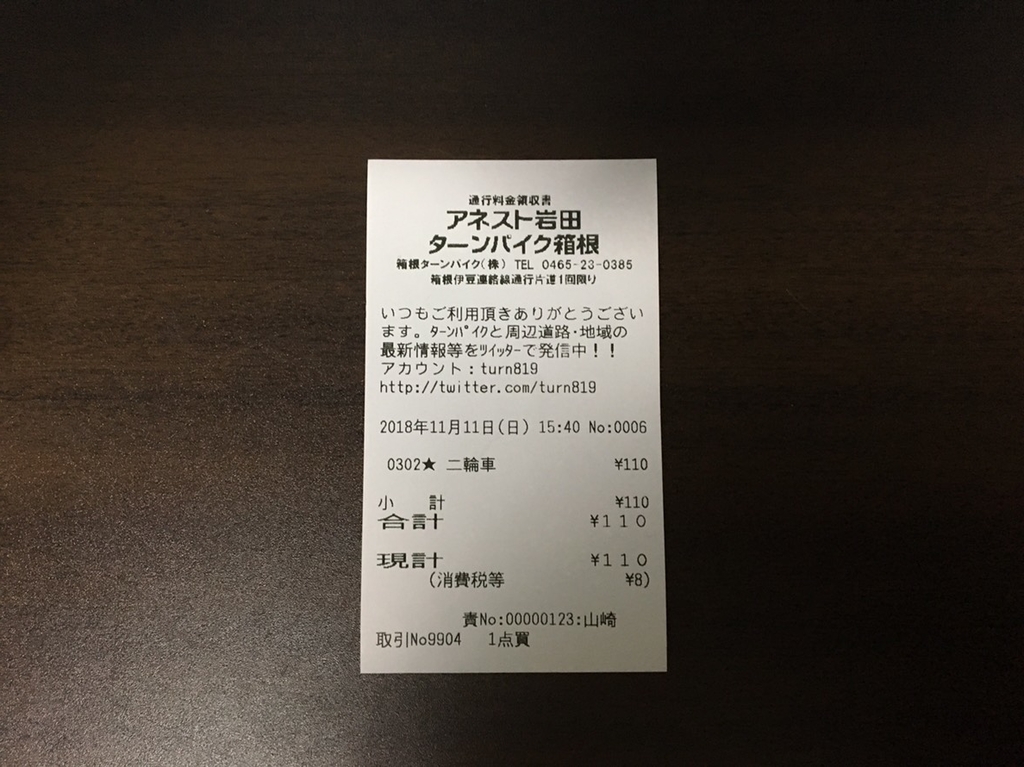 通行料金領収書
アネスト岩田
ターンパイク箱根
箱根ターンパイク(株) TEL 0465-23-0385
箱根伊豆連絡線通行片道1回限り
いつもご利用頂きありがとうござい
ます。ﾀｰﾝﾊﾟｲｸと周辺道路･地域の
最新情報等をﾂｲｯﾀｰで発信中！！
アカウント：turn819
http://twitter.com/turn819
2018年11月11日(日) 15:40 No:0006
0302★ 二輪車 ¥110
小 計 ¥110
合計 ¥１１０
現計 ¥１１０
(消費税等 ¥8)
責No:00000123:山崎
取引No9904 1点買